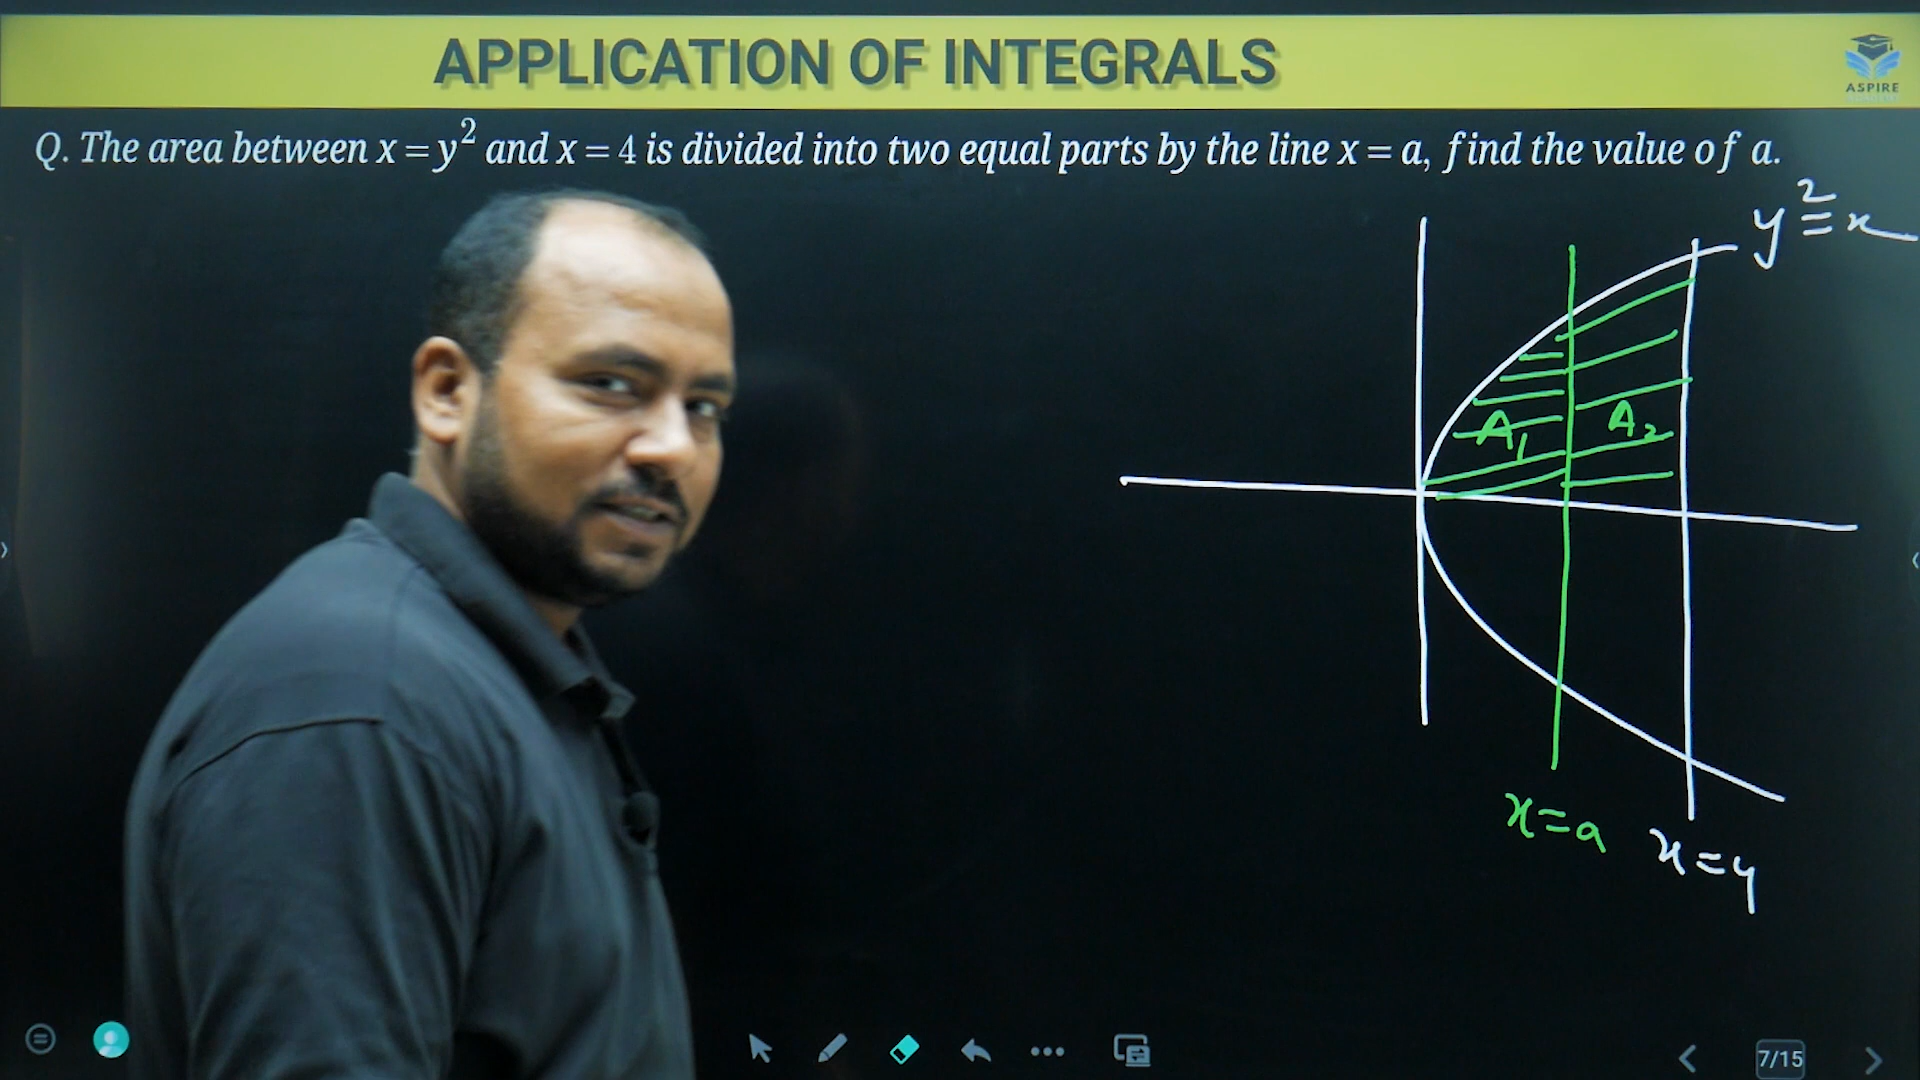 APPLICATION OF INTEGRALS
ASPIRE
Q. The area between x = y² and x = 4 is divided into two equal parts by the line x = a, find the value of a.
y² = x
A₁
A₂
x = a
x = 4
7/15